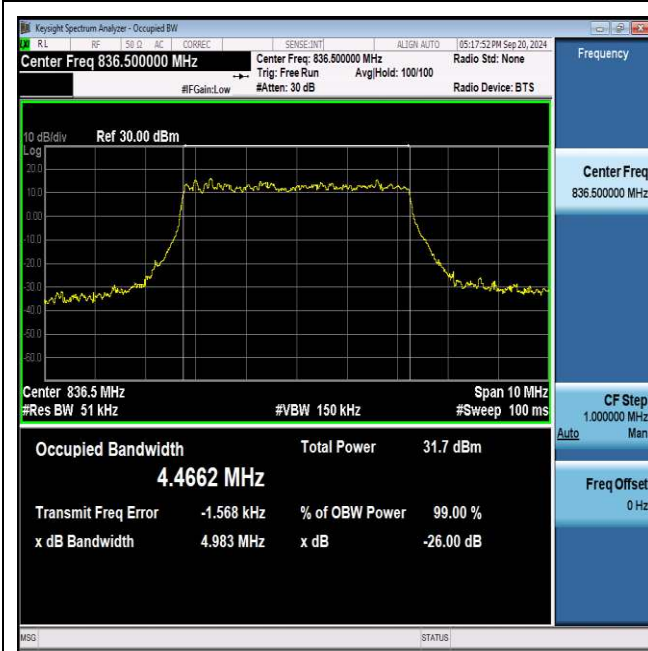 Keysight Spectrum Analyzer - Occupied BW
RL RF 50 Ω AC CORREC SENSE:INT ALIGN AUTO 05:17:52 PM Sep 20, 2024
Center Freq 836.500000 MHz
Center Freq: 836.500000 MHz
Radio Std: None
Trig: Free Run Avg|Hold: 100/100
#IFGain:Low #Atten: 30 dB Radio Device: BTS
Frequency
10 dB/div Ref 30.00 dBm
Log
20.0
10.0
0.00
-10.0
-20.0
-30.0
-40.0
-50.0
-60.0
Center 836.5 MHz Span 10 MHz
#Res BW 51 kHz #VBW 150 kHz #Sweep 100 ms
Occupied Bandwidth Total Power 31.7 dBm
4.4662 MHz
Transmit Freq Error -1.568 kHz % of OBW Power 99.00 %
x dB Bandwidth 4.983 MHz x dB -26.00 dB
Center Freq
836.500000 MHz
CF Step
1.000000 MHz
Auto Man
Freq Offset
0 Hz
MSG STATUS